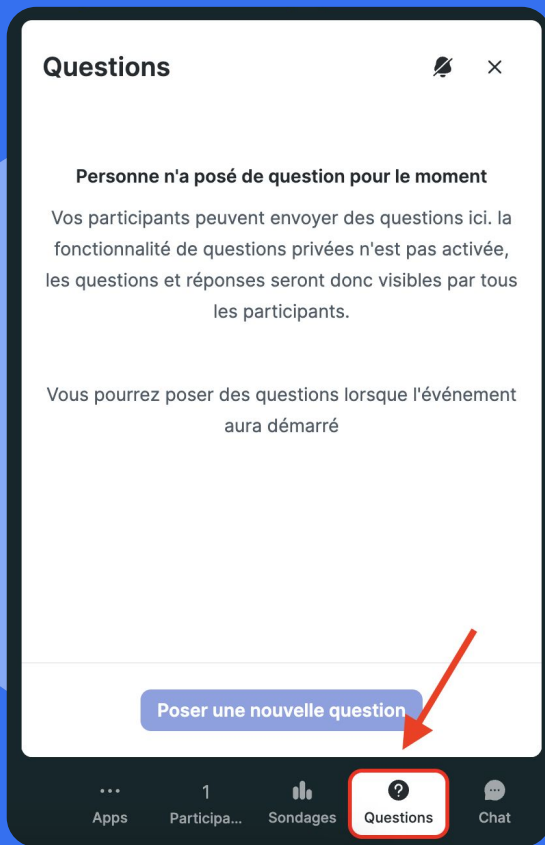 Questions
Personne n'a posé de question pour le moment
Vos participants peuvent envoyer des questions ici. la
fonctionnalité de questions privées n'est pas activée,
les questions et réponses seront donc visibles par tous
les participants.
Vous pourrez poser des questions lorsque l'événement
aura démarré
Poser une nouvelle question
1
Apps Participa... Sondages Questions Chat